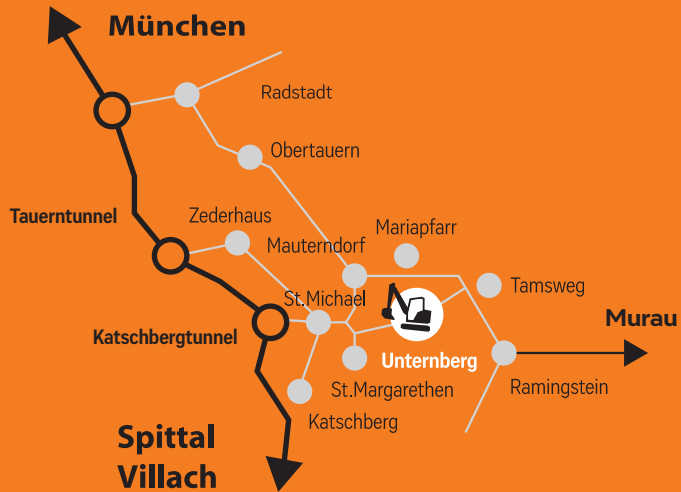 München
Radstadt
Obertauern
Tauerntunnel
Zederhaus
Mariapfarr
Mauterndorf
Tamsweg
St.Michael
Murau
Katschbergtunnel
Unternberg
St.Margarethen
Ramingstein
Katschberg
Spittal
Villach